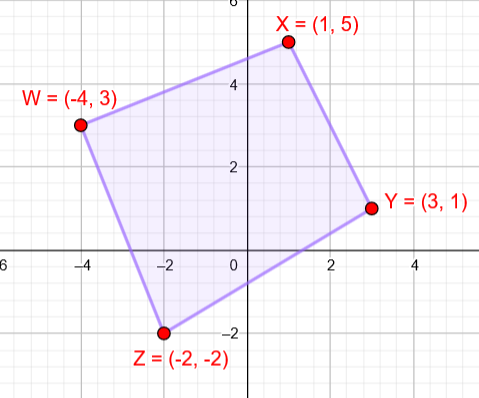 6
X = (1, 5)
4
W = (-4, 3)
2
Y = (3, 1)
6 –4 –2 0 2 4
–2
Z = (-2, -2)